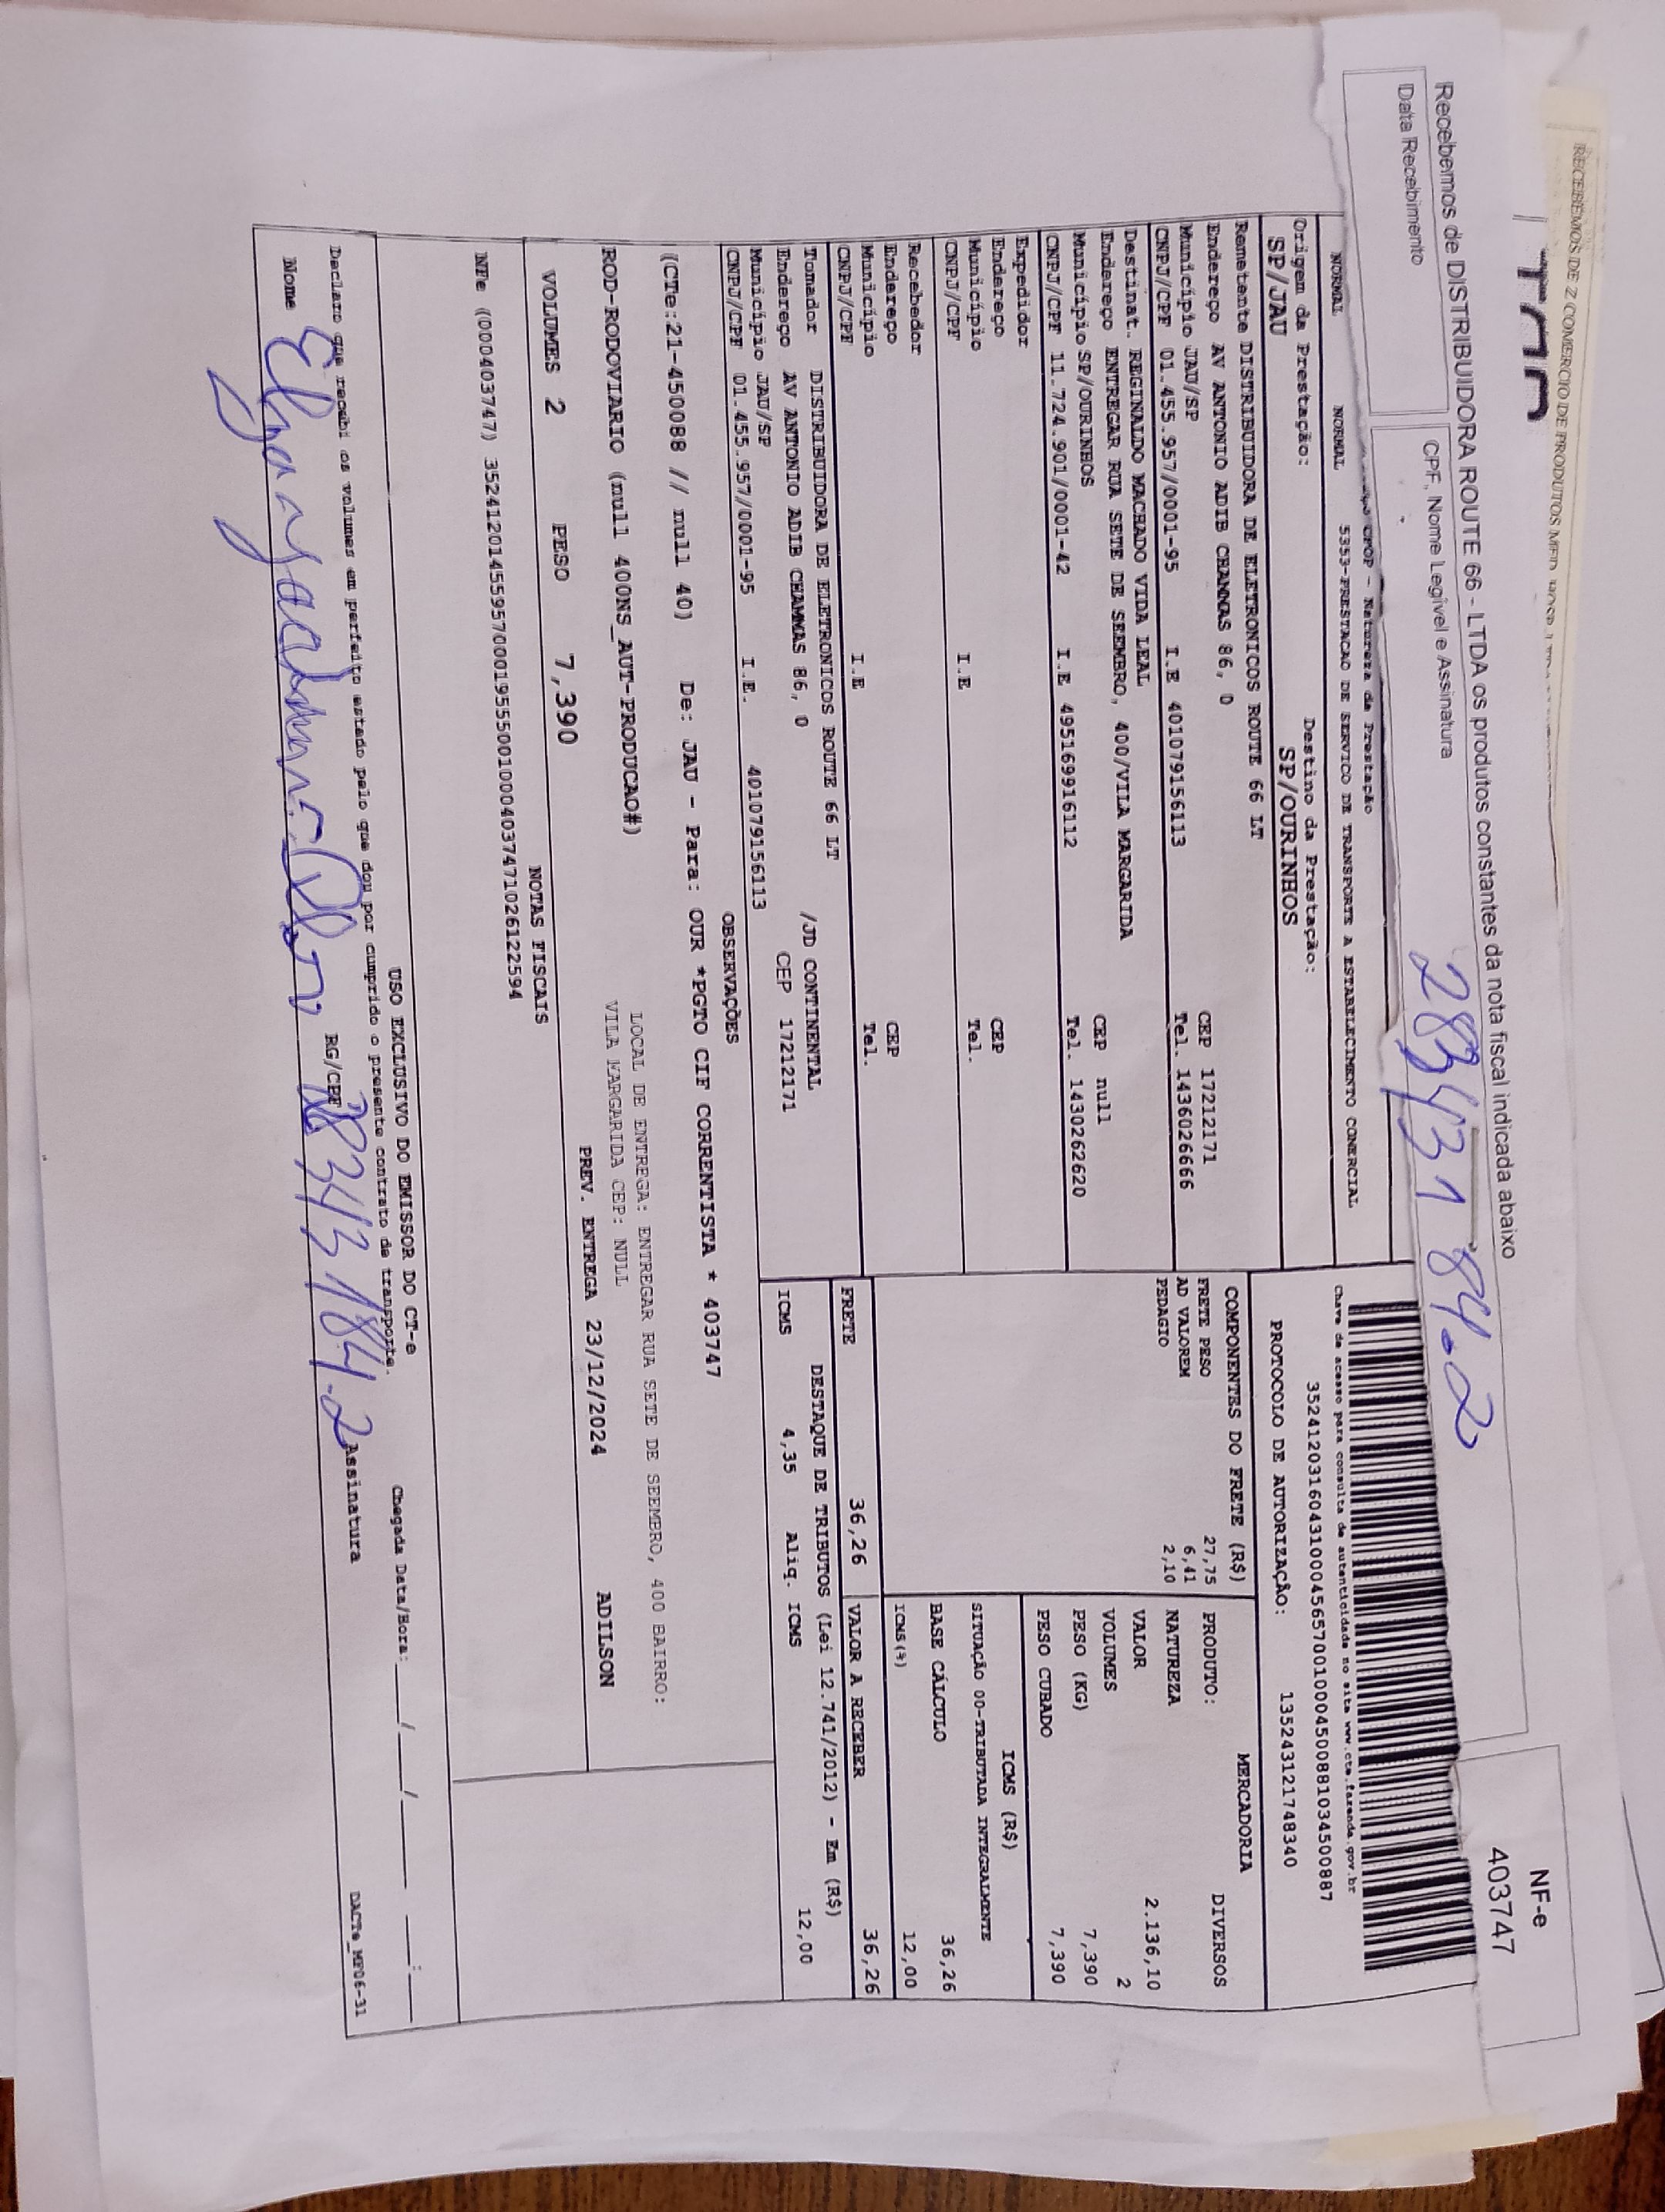 RECEBEMOS DE Z COMERCIO DE PRODUTOS MED. HOSP.
Recebemos de DISTRIBUIDORA ROUTE 66 - LTDA os produtos constantes da nota fiscal indicada abaixo
NF-e
403747
Data Recebimento
CPF, Nome Legível e Assinatura
28343184.2
CFOP - Natureza da Prestação
NORMAL NORMAL 5353-PRESTACAO DE SERVICO DE TRANSPORTE A ESTABELECIMENTO COMERCIAL
Chave de acesso para consulta de autenticidade no site www.cte.fazenda.gov.br
35241203160431000456570010004500881034500887
Origem da Prestação: Destino da Prestação:
SP/JAU SP/OURINHOS
PROTOCOLO DE AUTORIZAÇÃO: 135243121748340
Remetente DISTRIBUIDORA DE ELETRONICOS ROUTE 66 LT
Endereço AV ANTONIO ADIB CHAMMAS 86, 0 CEP 17212171
Município JAU/SP Tel. 1436026666
CNPJ/CPF 01.455.957/0001-95 I.E 401079156113
Destinat. REGINALDO MACHADO VIDA LEAL
Endereço ENTREGAR RUA SETE DE SEEMBRO, 400/VILA MARGARIDA CEP null
Município SP/OURINHOS Tel. 143026262​0
CNPJ/CPF 11.724.901/0001-42 I.E 495169916112
Expedidor
Endereço CEP
Município Tel.
CNPJ/CPF I.E
Recebedor
Endereço CEP
Município Tel.
CNPJ/CPF I.E
COMPONENTES DO FRETE (R$)
FRETE PESO 27,75
AD VALOREM 6,41
PEDAGIO 2,10
MERCADORIA
PRODUTO: DIVERSOS
NATUREZA
VALOR 2.136,10
VOLUMES 2
PESO (KG) 7,390
PESO CUBADO 7,390
ICMS (R$)
SITUAÇÃO 00-TRIBUTADA INTEGRALMENTE
BASE CÁLCULO 36,26
ICMS(%) 12,00
FRETE 36,26 VALOR A RECEBER 36,26
Tomador DISTRIBUIDORA DE ELETRONICOS ROUTE 66 LT /JD CONTINENTAL
Endereço AV ANTONIO ADIB CHAMMAS 86, 0 CEP 17212171
Município JAU/SP
CNPJ/CPF 01.455.957/0001-95 I.E. 401079156113
DESTAQUE DE TRIBUTOS (Lei 12.741/2012) - Em (R$)
ICMS 4,35 Aliq. ICMS 12,00
OBSERVAÇÕES
((CTe:21-450088 // null 40) De: JAU - Para: OUR *PGTO CIF CORRENTISTA * 403747
LOCAL DE ENTREGA: ENTREGAR RUA SETE DE SEEMBRO, 400 BAIRRO:
VILA MARGARIDA CEP: NULL
ROD-RODOVIARIO (null 400NS_AUT-PRODUCAO#)
PREV. ENTREGA 23/12/2024 ADILSON
VOLUMES 2 PESO 7,390
NOTAS FISCAIS
NFe ((000403747) 35241201455957000195550010004037471026122594
USO EXCLUSIVO DO EMISSOR DO CT-e
Chegada Data/Hora:___/___/____ ___:___
Declaro que recebi os volumes em perfeito estado pelo que dou por cumprido o presente contrato de transporte.
Nome RG/CPF 28343184.2 Assinatura
DACTe_MF06-31